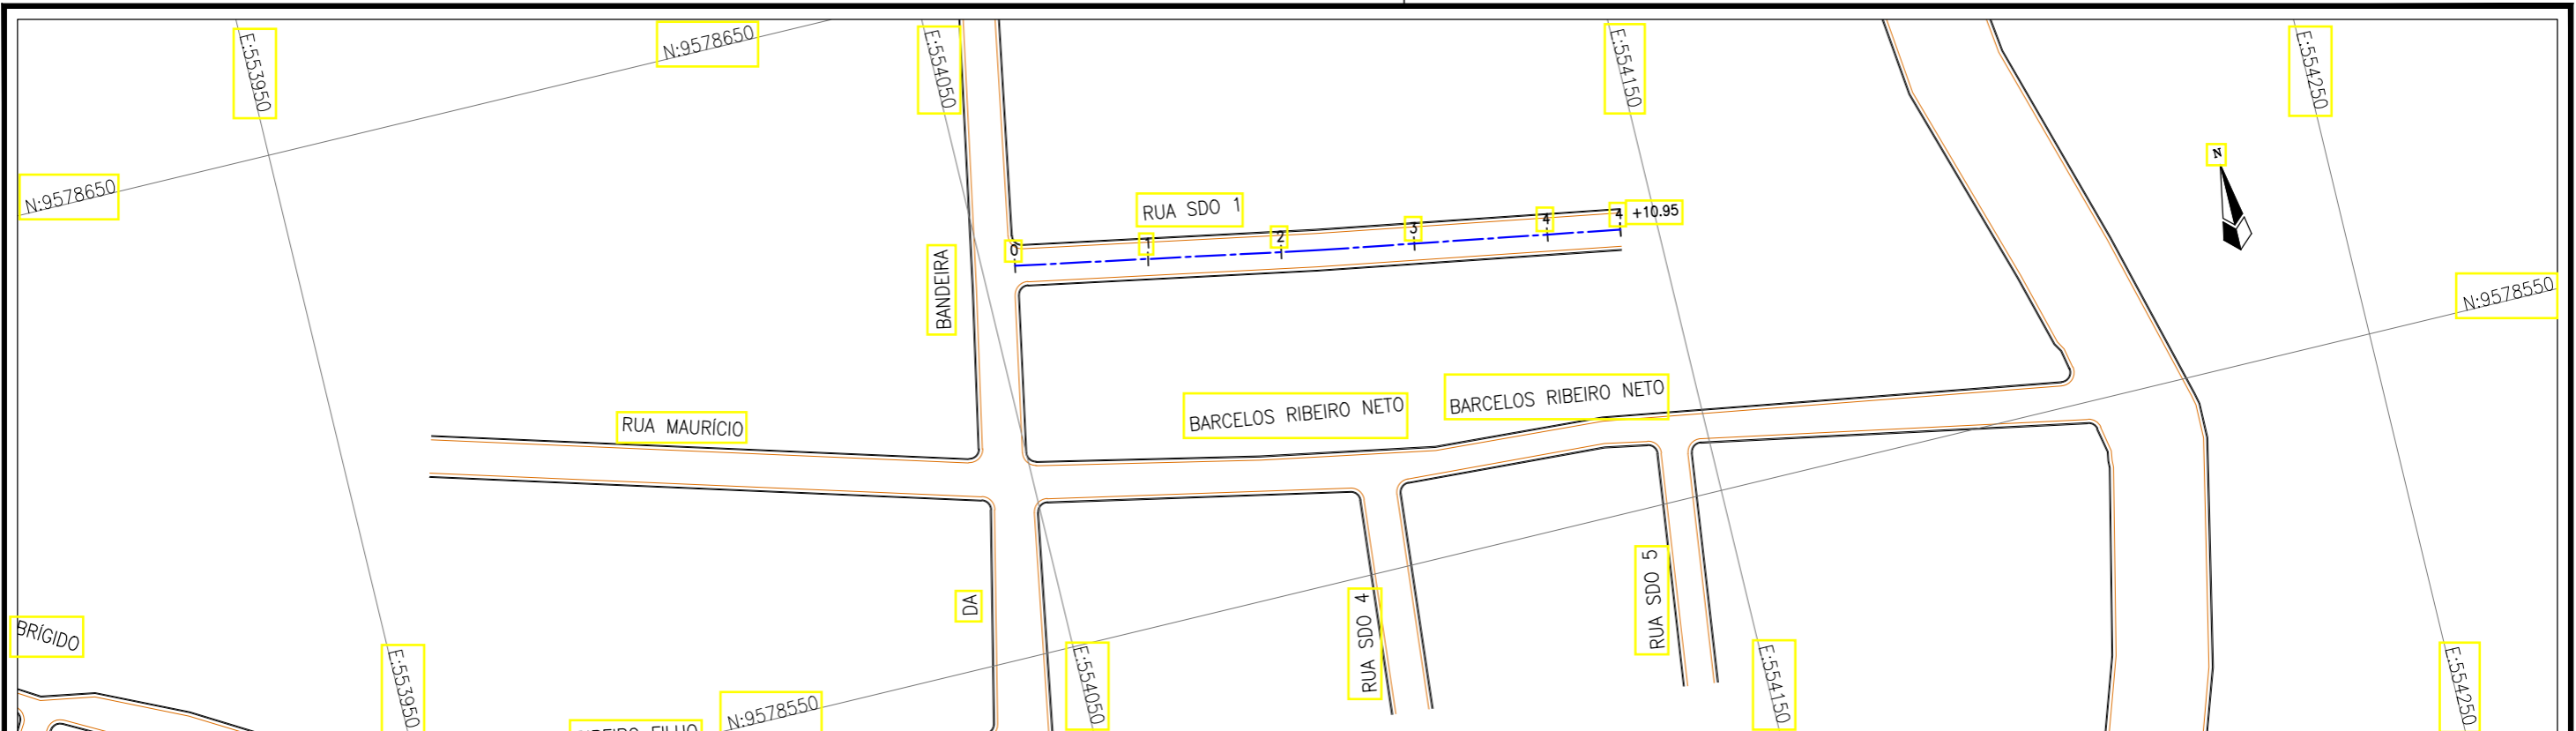 E:553950
N:9578650
E:554050
E:554150
E:554250
N
N:9578650
RUA SDO 1
0
1
2
3
4
4
+10.95
BANDEIRA
N:9578550
RUA MAURÍCIO
BARCELOS RIBEIRO NETO
BARCELOS RIBEIRO NETO
DA
RUA SDO 4
RUA SDO 5
BRÍGIDO
E:553950
N:9578550
E:554050
E:554150
E:554250
FILHO